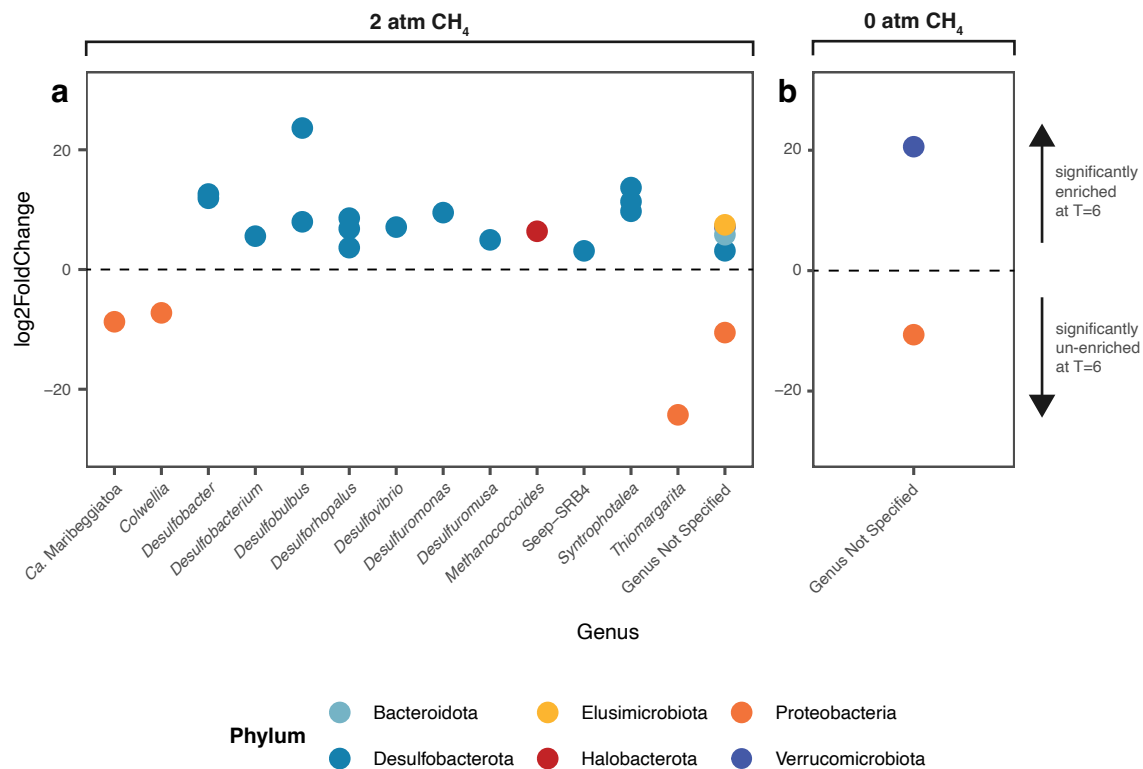 2 atm CH₄
0 atm CH₄
a
b
20
0
−20
log2FoldChange
20
0
−20
significantly
enriched
at T=6
significantly
un-enriched
at T=6
Ca. Maribeggiatoa
Colwellia
Desulfobacter
Desulfobacterium
Desulfobulbus
Desulforhopalus
Desulfovibrio
Desulfuromonas
Desulfuromusa
Methanococcoides
Seep−SRB4
Syntrophotalea
Thiomargarita
Genus Not Specified
Genus Not Specified
Genus
Phylum
Bacteroidota
Elusimicrobiota
Proteobacteria
Desulfobacterota
Halobacterota
Verrucomicrobiota